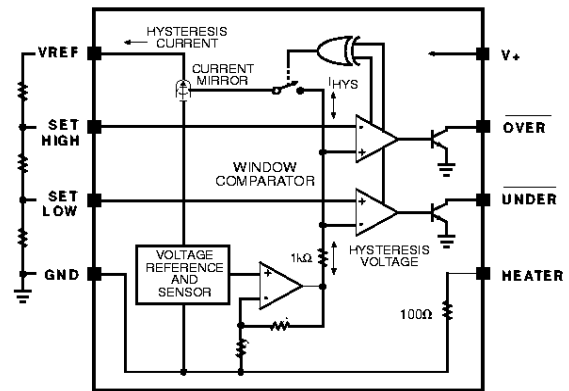 HYSTERESIS
CURRENT
VREF
V+
CURRENT
MIRROR
IHYS
SET
HIGH
-
+
OVER
WINDOW
COMPARATOR
SET
LOW
+
-
UNDER
VOLTAGE
REFERENCE
AND
SENSOR
1kΩ
HYSTERESIS
VOLTAGE
GND
+
-
HEATER
100Ω